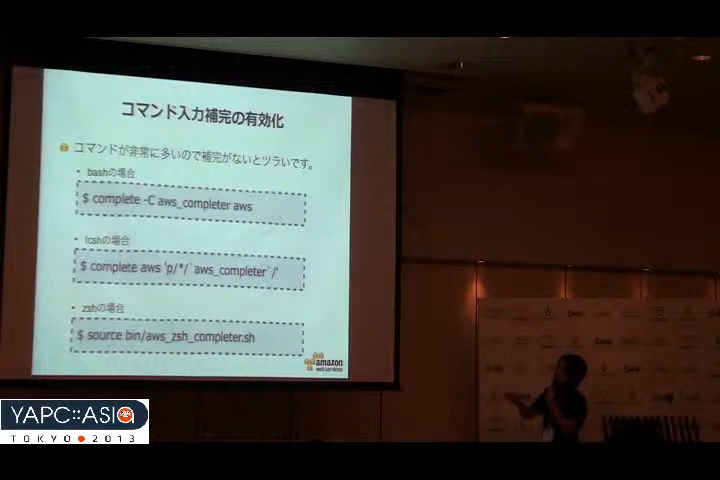 コマンド入力補完の有効化
コマンドが非常に多いので補完がないとツラいです。
• bashの場合
$ complete -C aws_completer aws
• tcshの場合
$ complete aws 'p/*/`aws_completer`/'
• zshの場合
$ source bin/aws_zsh_completer.sh
amazon
web services
YAPC::ASIA
TOKYO 2013